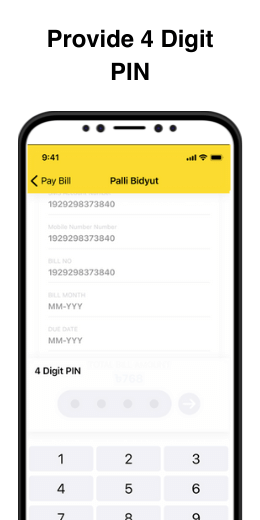 Provide 4 Digit
PIN
9:41
Pay Bill
Palli Bidyut
1929298373840
Mobile Number Number
1929298373840
BILL NO
1929298373840
BILL MONTH
MM-YYY
DUE DATE
MM-YYY
4 Digit PIN
1 2 3
4 5 6
7 8 9